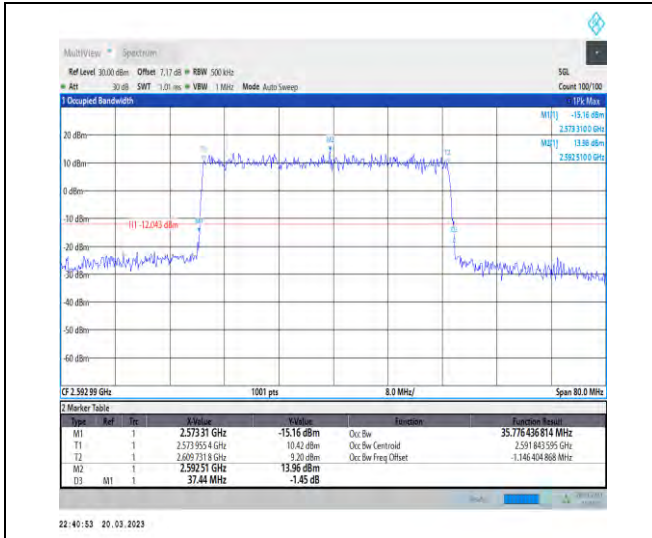 MultiView Spectrum
Ref Level 30.00 dBm Offset 7.17 dB RBW 500 kHz SGL
Att 30 dB SWT 1.01 ms VBW 1 MHz Mode Auto Sweep Count 100/100
1 Occupied Bandwidth 1Pk Max
M1[1] -15.16 dBm
2.573 310 0 GHz
M2[1] 13.96 dBm
2.592 510 0 GHz
20 dBm
10 dBm
0 dBm
-10 dBm
H1 -12.043 dBm
-20 dBm
-30 dBm
-40 dBm
-50 dBm
-60 dBm
M1
T1
M2
T2
D3
CF 2.592 99 GHz 1001 pts 8.0 MHz/ Span 80.0 MHz
2 Marker Table
Type Ref Trc X-Value Y-Value Function Function Result
M1 1 2.573 31 GHz -15.16 dBm Occ Bw 35.776 436 814 MHz
T1 1 2.573 955 4 GHz 10.42 dBm Occ Bw Centroid 2.591 843 595 GHz
T2 1 2.609 731 8 GHz 9.20 dBm Occ Bw Freq Offset -1.146 404 868 MHz
M2 1 2.592 51 GHz 13.96 dBm
D3 M1 1 37.44 MHz -1.45 dB
22:40:53 20.03.2023